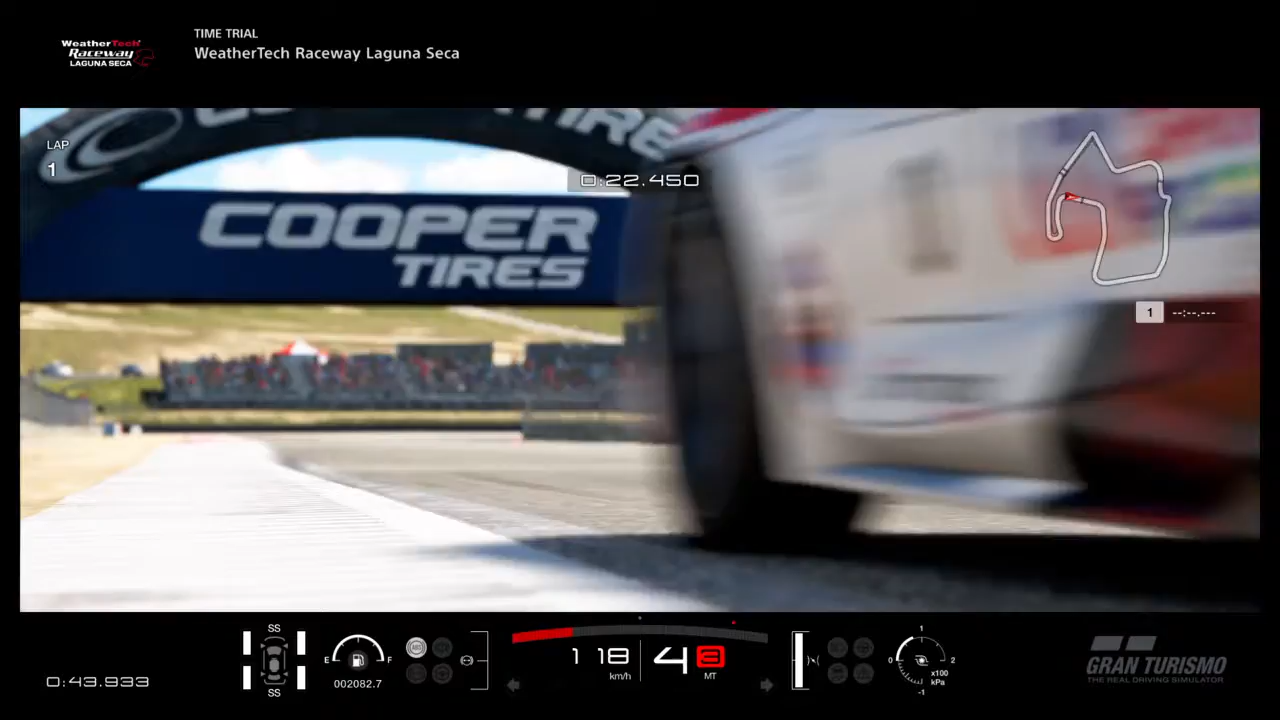 WeatherTech
Raceway
LAGUNA SECA
TIME TRIAL
WeatherTech Raceway Laguna Seca
LAP
1
0:22.450
COOPER
TIRES
1 --:--.---
SS
SS
E F
002082.7
ABS
118
km/h
4 3
MT
1
0 2
x100
kPa
-1
0:43.933
GT
GRAN TURISMO
THE REAL DRIVING SIMULATOR